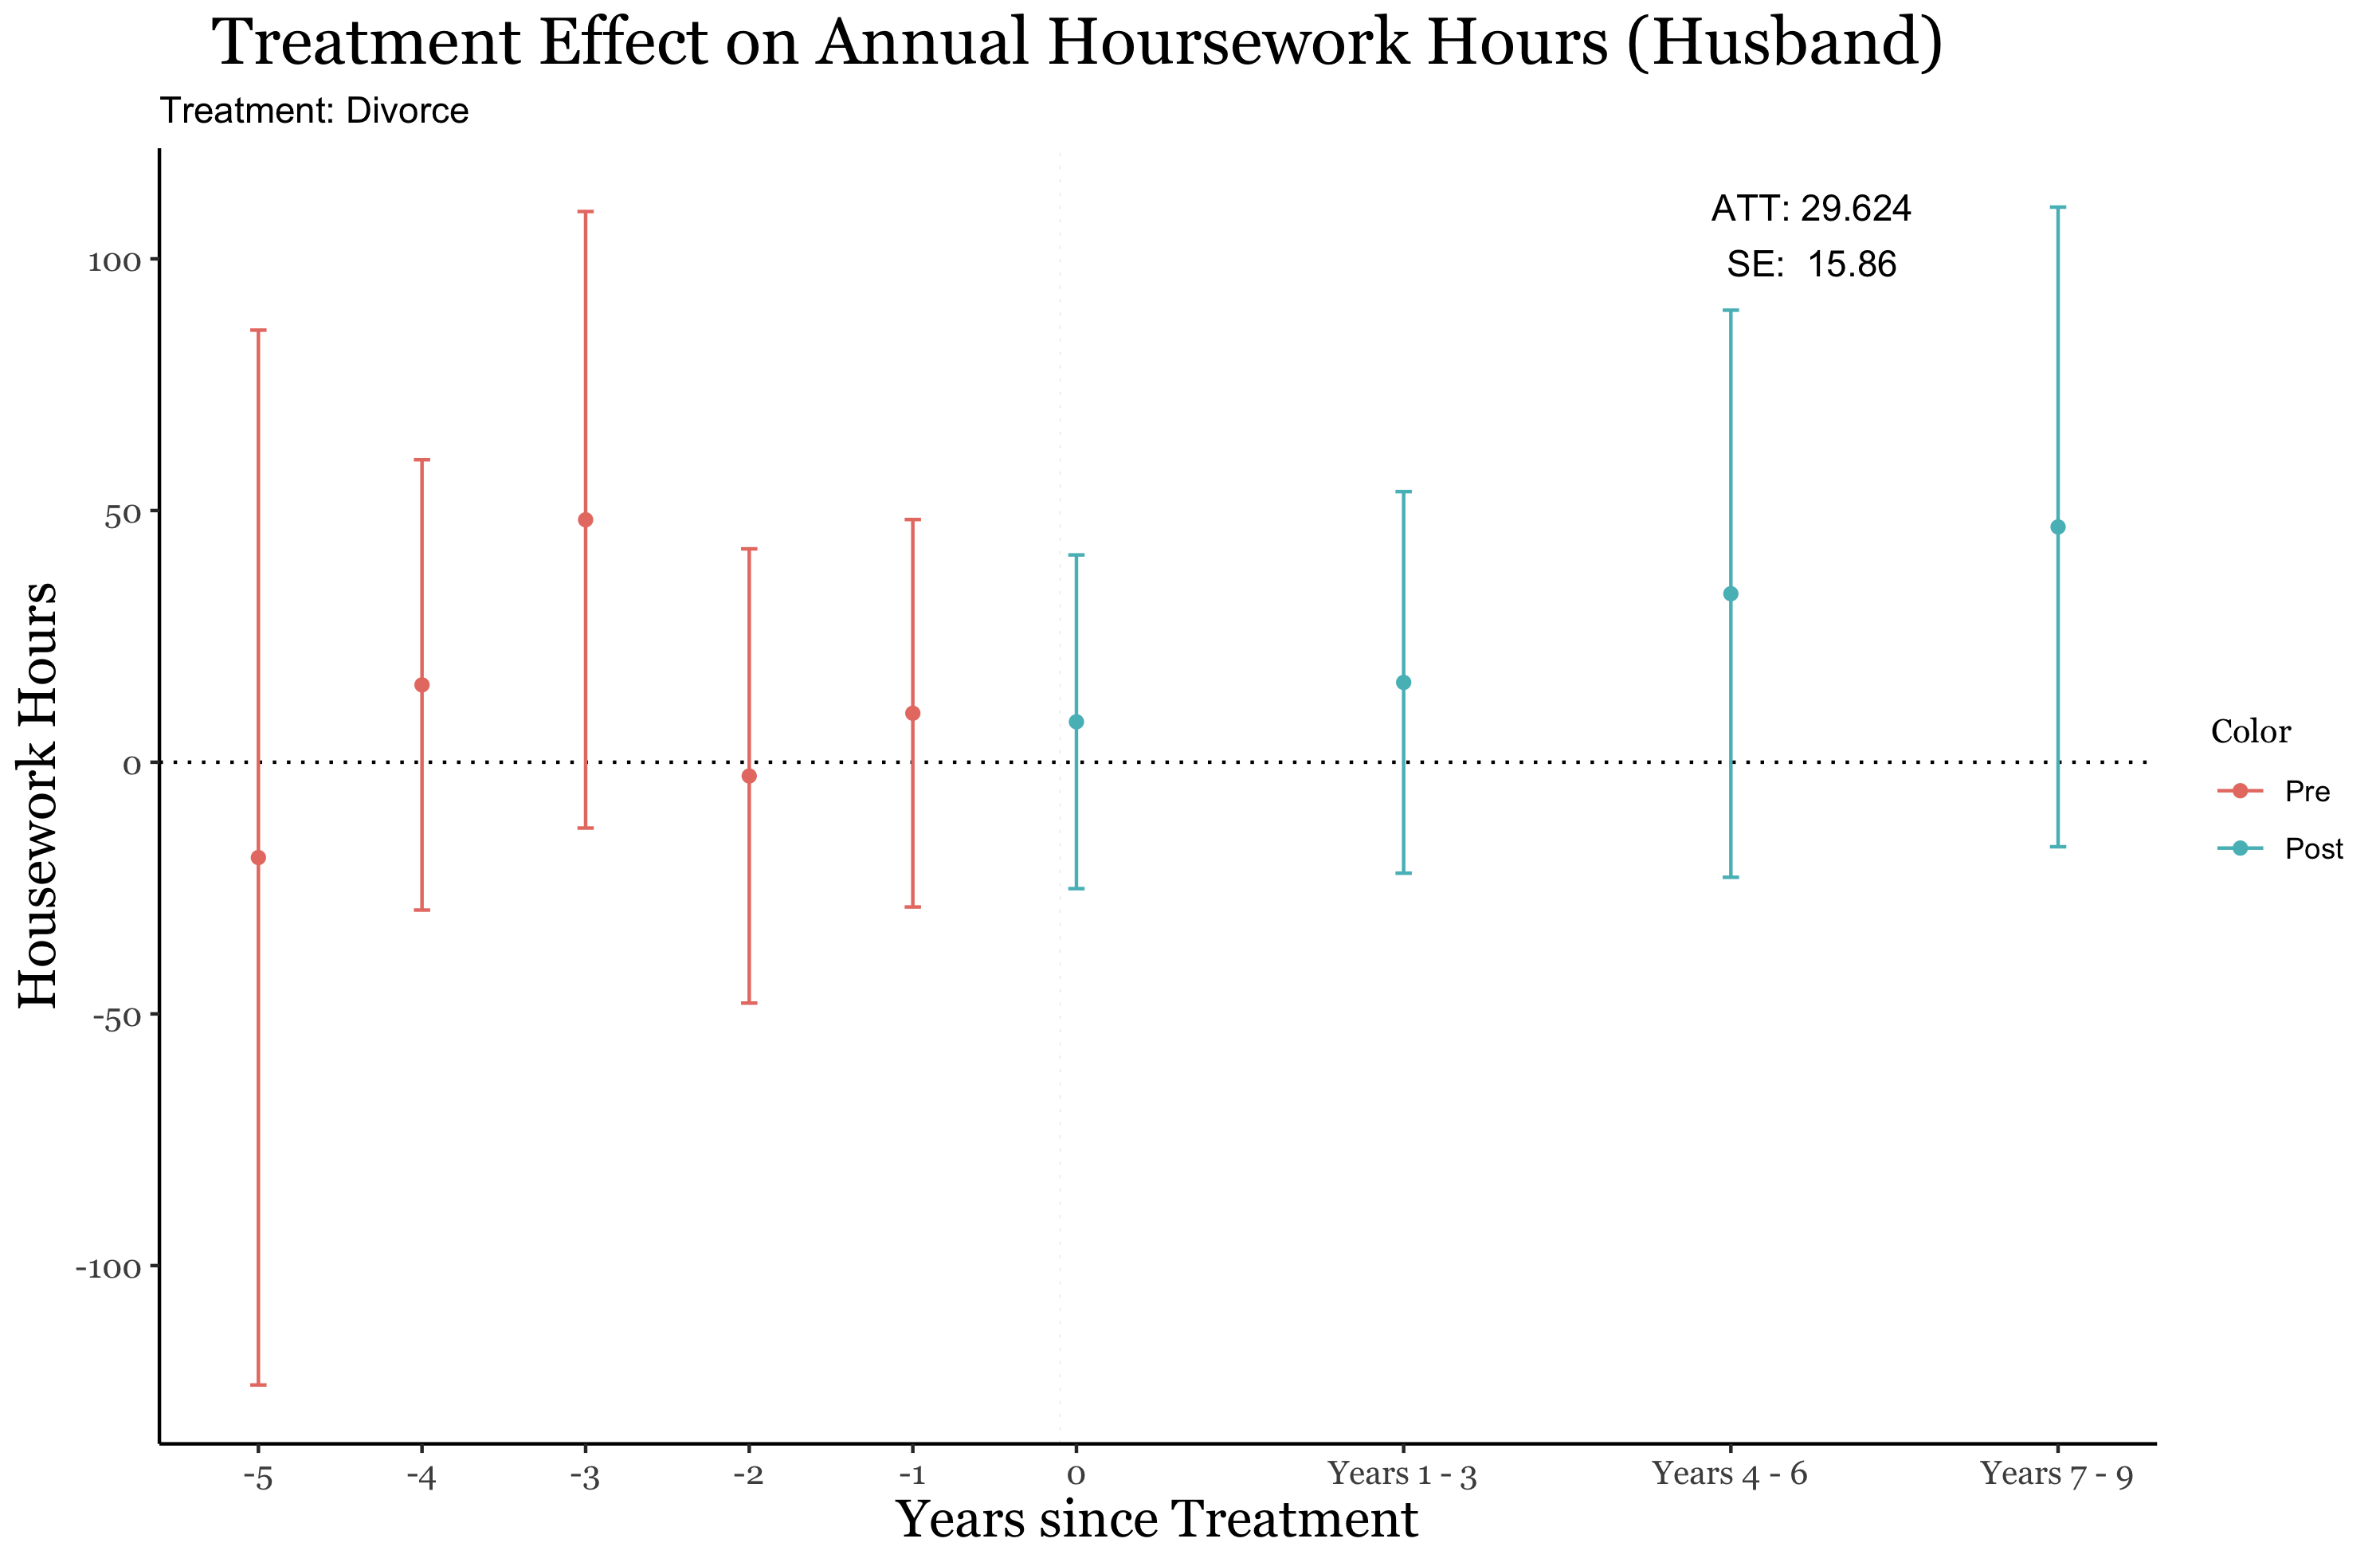 Treatment Effect on Annual Hoursework Hours (Husband)
Treatment: Divorce
ATT: 29.624
SE: 15.86
100
50
0
-50
-100
Housework Hours
-5 -4 -3 -2 -1 0 Years 1 - 3 Years 4 - 6 Years 7 - 9
Years since Treatment
Color
Pre
Post